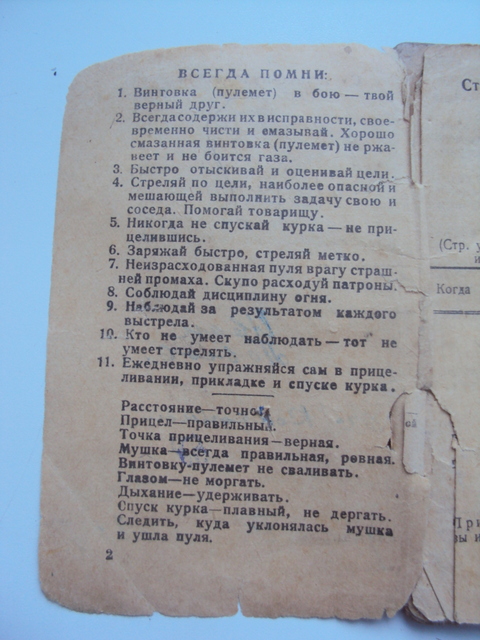 ВСЕГДА ПОМНИ:
1. Винтовка (пулемет) в бою — твой
верный друг.
2. Всегда содержи их в исправности, свое-
временно чисти и смазывай. Хорошо
смазанная винтовка (пулемет) не ржа-
веет и не боится газа.
3. Быстро отыскивай и оценивай цели.
4. Стреляй по цели, наиболее опасной и
мешающей выполнить задачу свою и
соседа. Помогай товарищу.
5. Никогда не спускай курка — не при-
целившись.
6. Заряжай быстро, стреляй метко.
7. Неизрасходованная пуля врагу страш-
ней промаха. Скупо расходуй патроны.
8. Соблюдай дисциплину огня.
9. Наблюдай за результатом каждого
выстрела.
10. Кто не умеет наблюдать — тот не
умеет стрелять.
11. Ежедневно упражняйся сам в прице-
ливании, прикладке и спуске курка.
Расстояние—точное.
Прицел—правильный.
Точка прицеливания—верная.
Мушка—всегда правильная, ровная.
Винтовку-пулемет не сваливать.
Глазом—не моргать.
Дыхание—удерживать.
Спуск курка—плавный, не дергать.
Следить, куда уклонялась мушка
и ушла пуля.
2
Ст
(Стр. у
и
Когда
ой
При